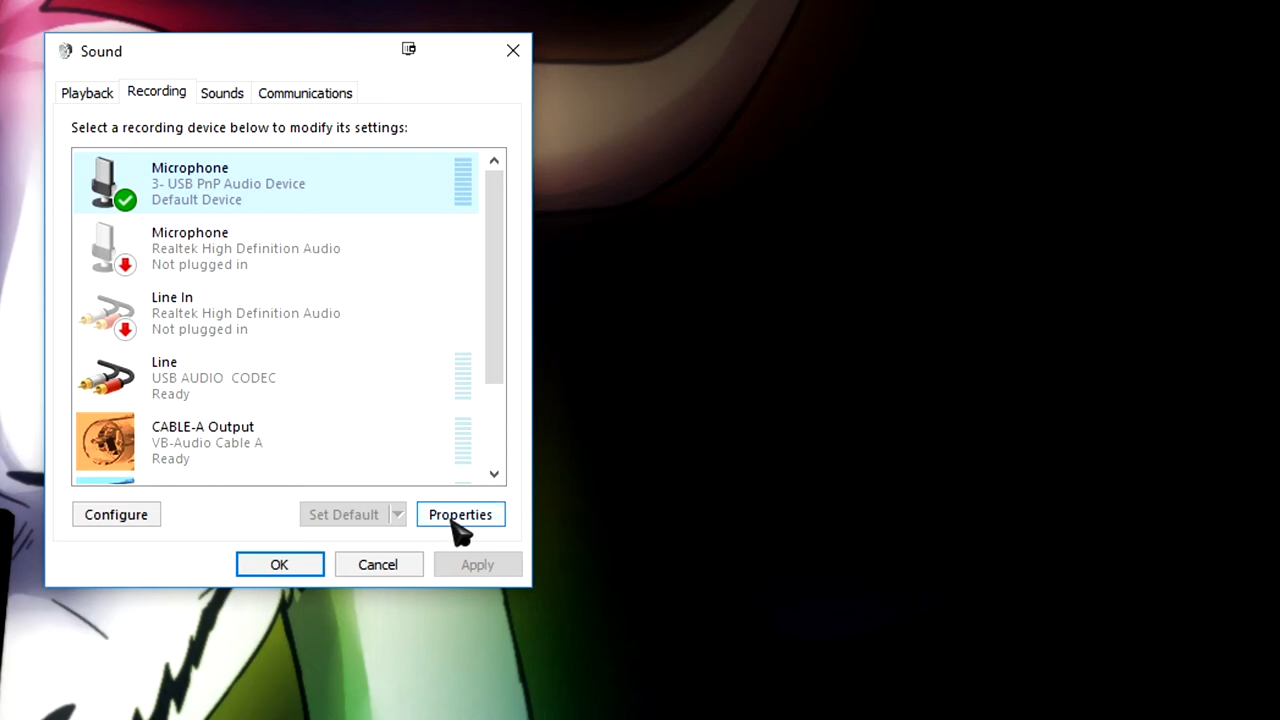 Sound
Playback
Recording
Sounds
Communications
Select a recording device below to modify its settings:
Microphone
3- USB PnP Audio Device
Default Device
Microphone
Realtek High Definition Audio
Not plugged in
Line In
Realtek High Definition Audio
Not plugged in
Line
USB AUDIO  CODEC
Ready
CABLE-A Output
VB-Audio Cable A
Ready
Configure
Set Default
Properties
OK
Cancel
Apply